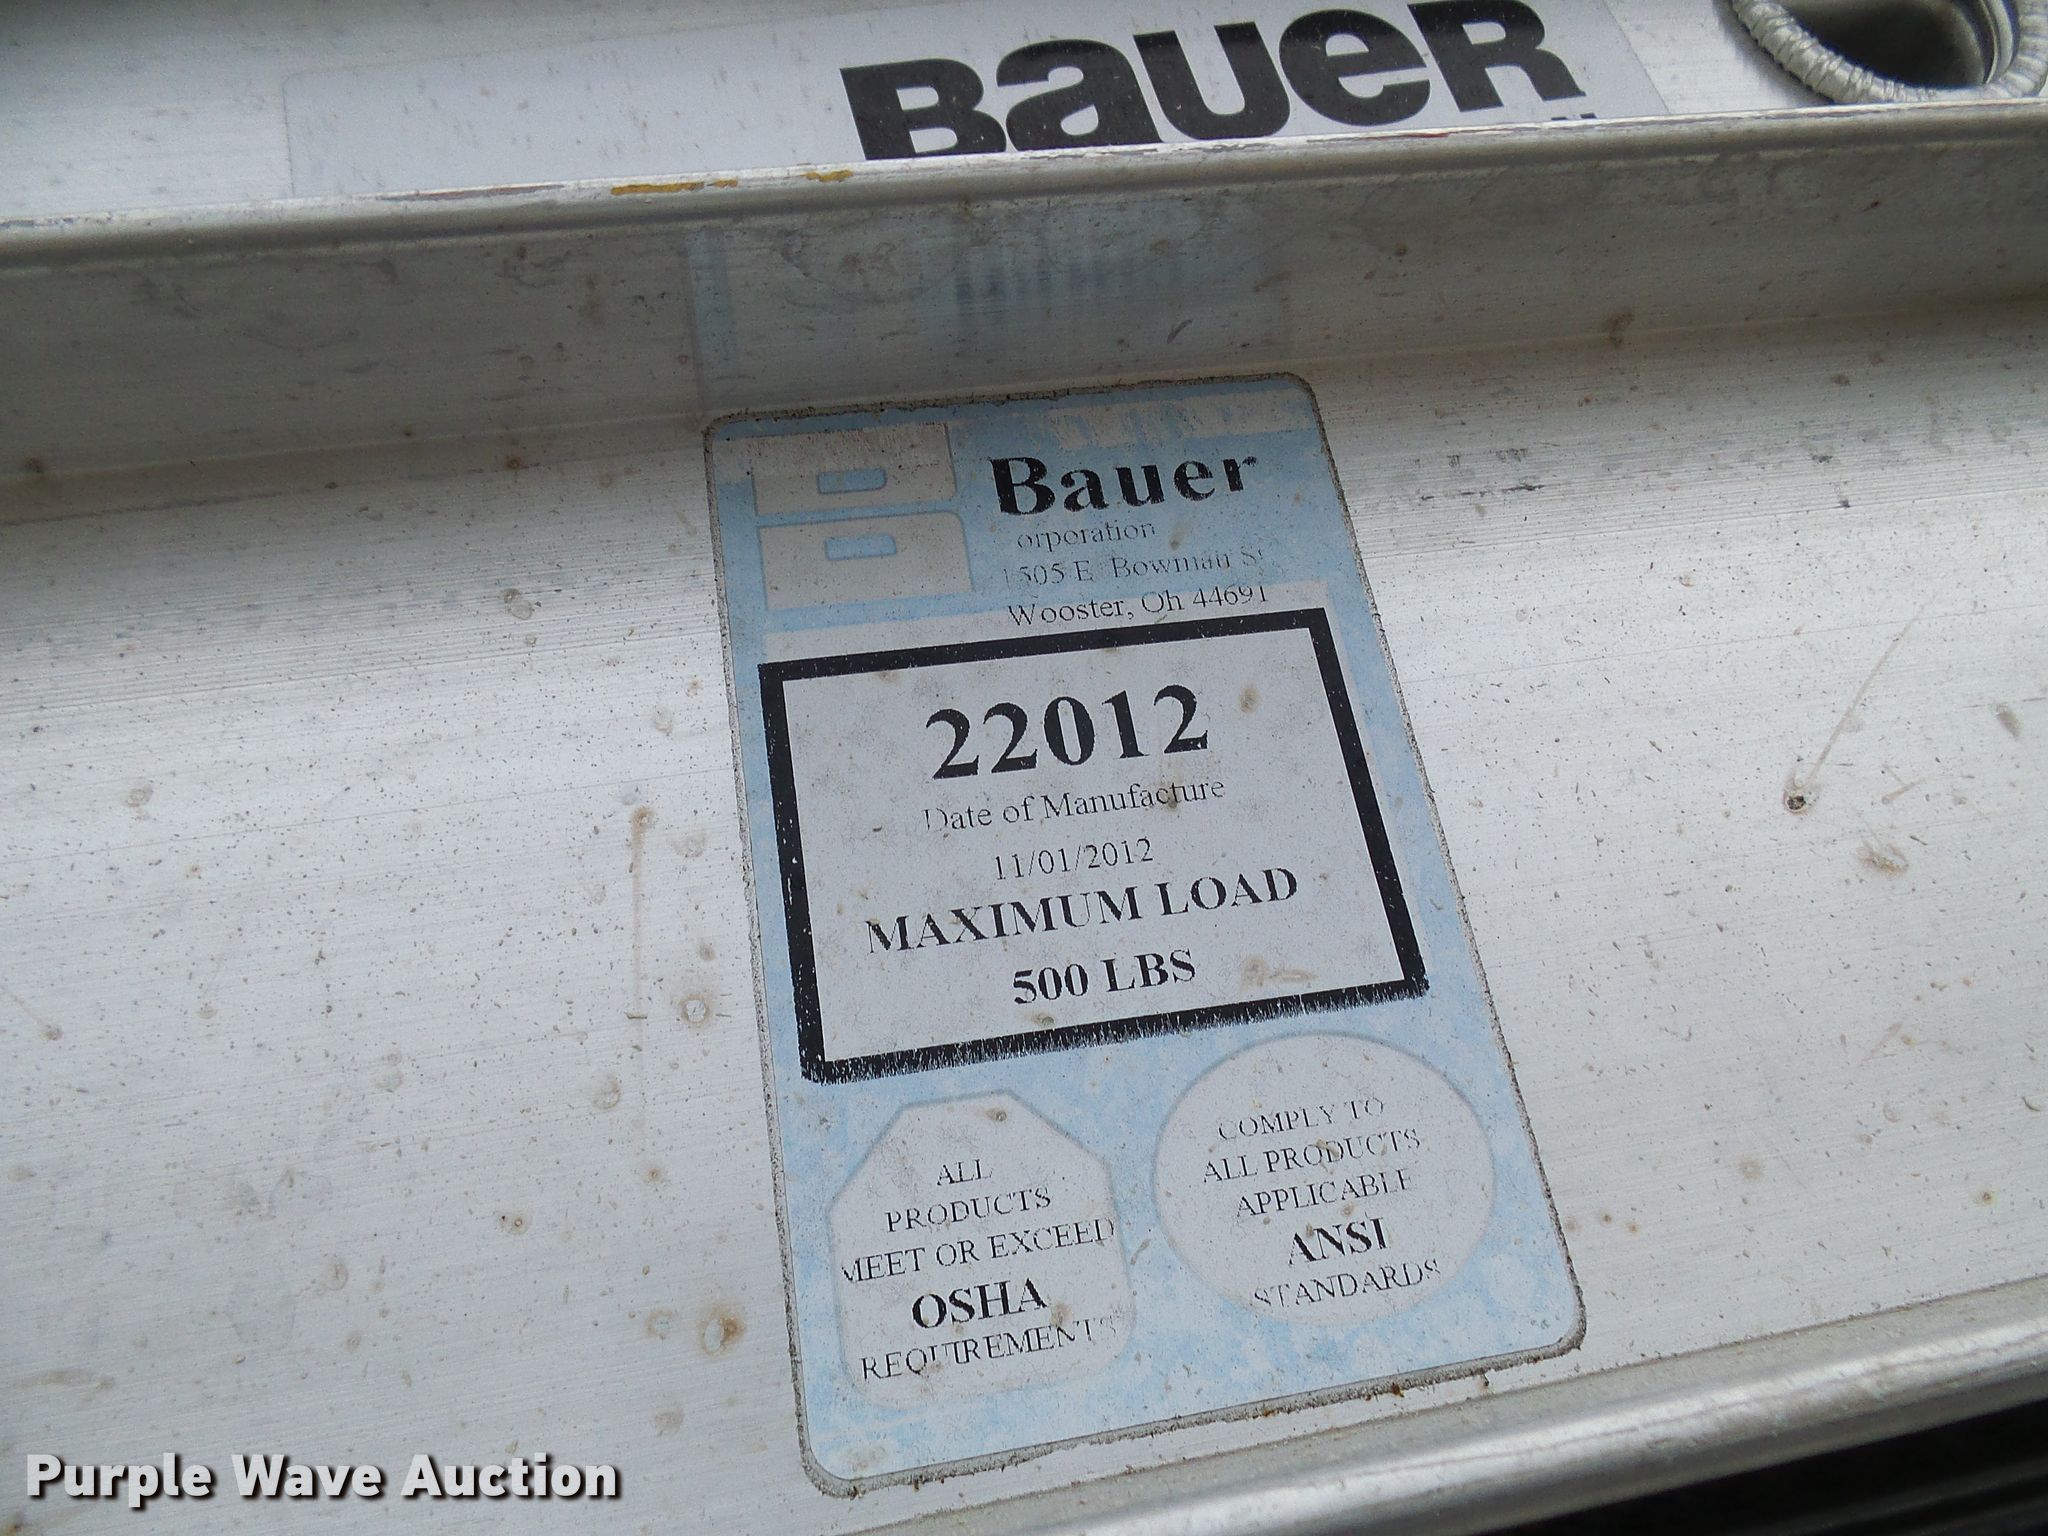 Bauer
Bauer
orporation
1505 E. Bowman St
Wooster, Oh 44691
22012
Date of Manufacture
11/01/2012
MAXIMUM LOAD
500 LBS
ALL
PRODUCTS
MEET OR EXCEED
OSHA
REQUIREMENTS
COMPLY TO
ALL PRODUCTS
APPLICABLE
ANSI
STANDARDS
Purple Wave Auction